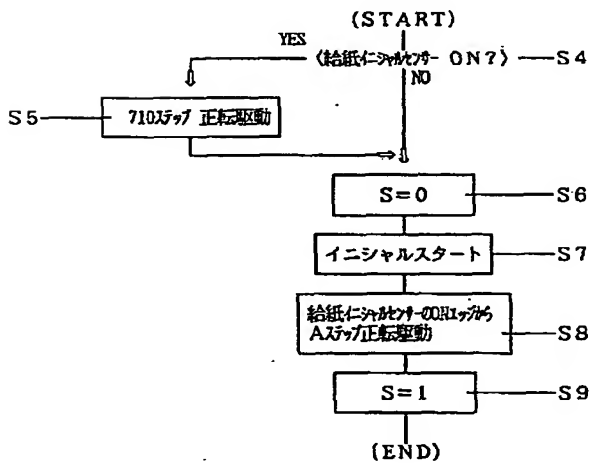 (START)
YES
〈給紙イニシャルセンサー ON?〉
S4
NO
S5
710ステップ 正転駆動
S=0
S6
イニシャルスタート
S7
給紙イニシャルセンサーのONエッジから
Aステップ正転駆動
S8
S=1
S9
(END)